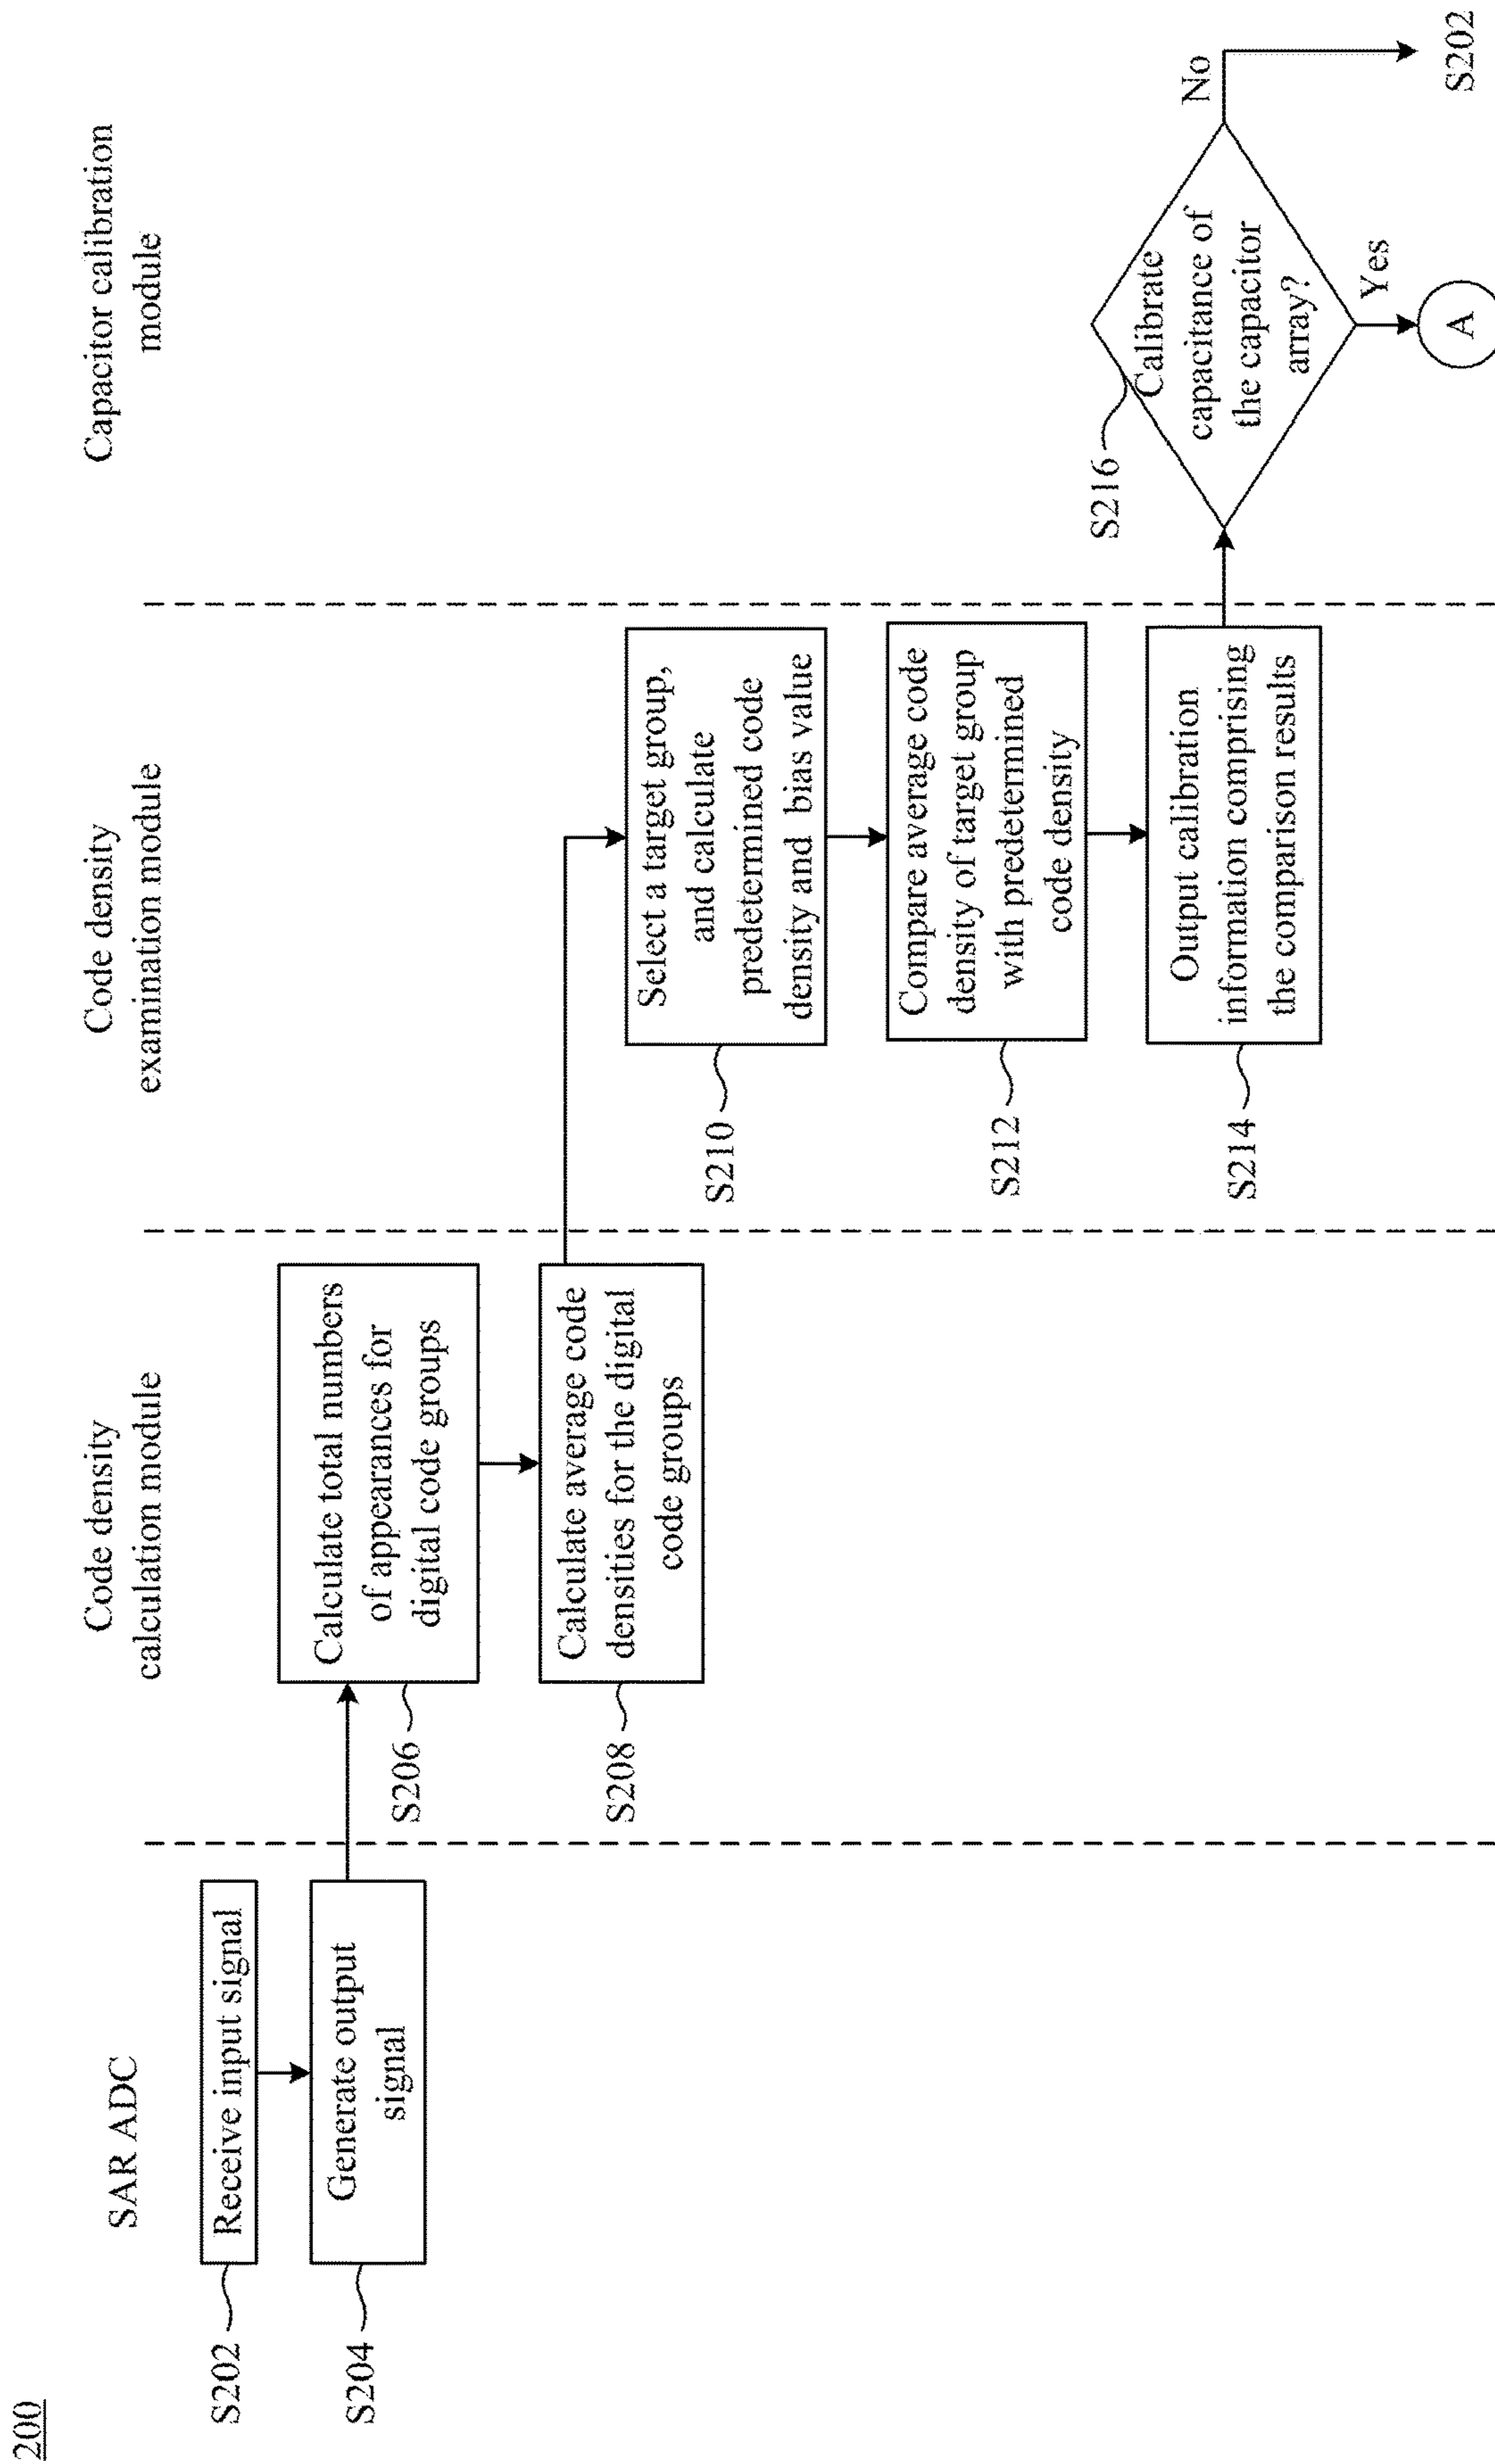 200
SAR ADC
S202
Receive input signal
S204
Generate output
signal
Code density
calculation module
S206
Calculate total numbers
of appearances for
digital code groups
S208
Calculate average code
densities for the digital
code groups
Code density
examination module
S210
Select a target group,
and calculate
predetermined code
density and bias value
S212
Compare average code
density of target group
with predetermined
code density
S214
Output calibration
information comprising
the comparison results
Capacitor calibration
module
S216
Calibrate
capacitance of
the capacitor
array?
No
S202
Yes
A